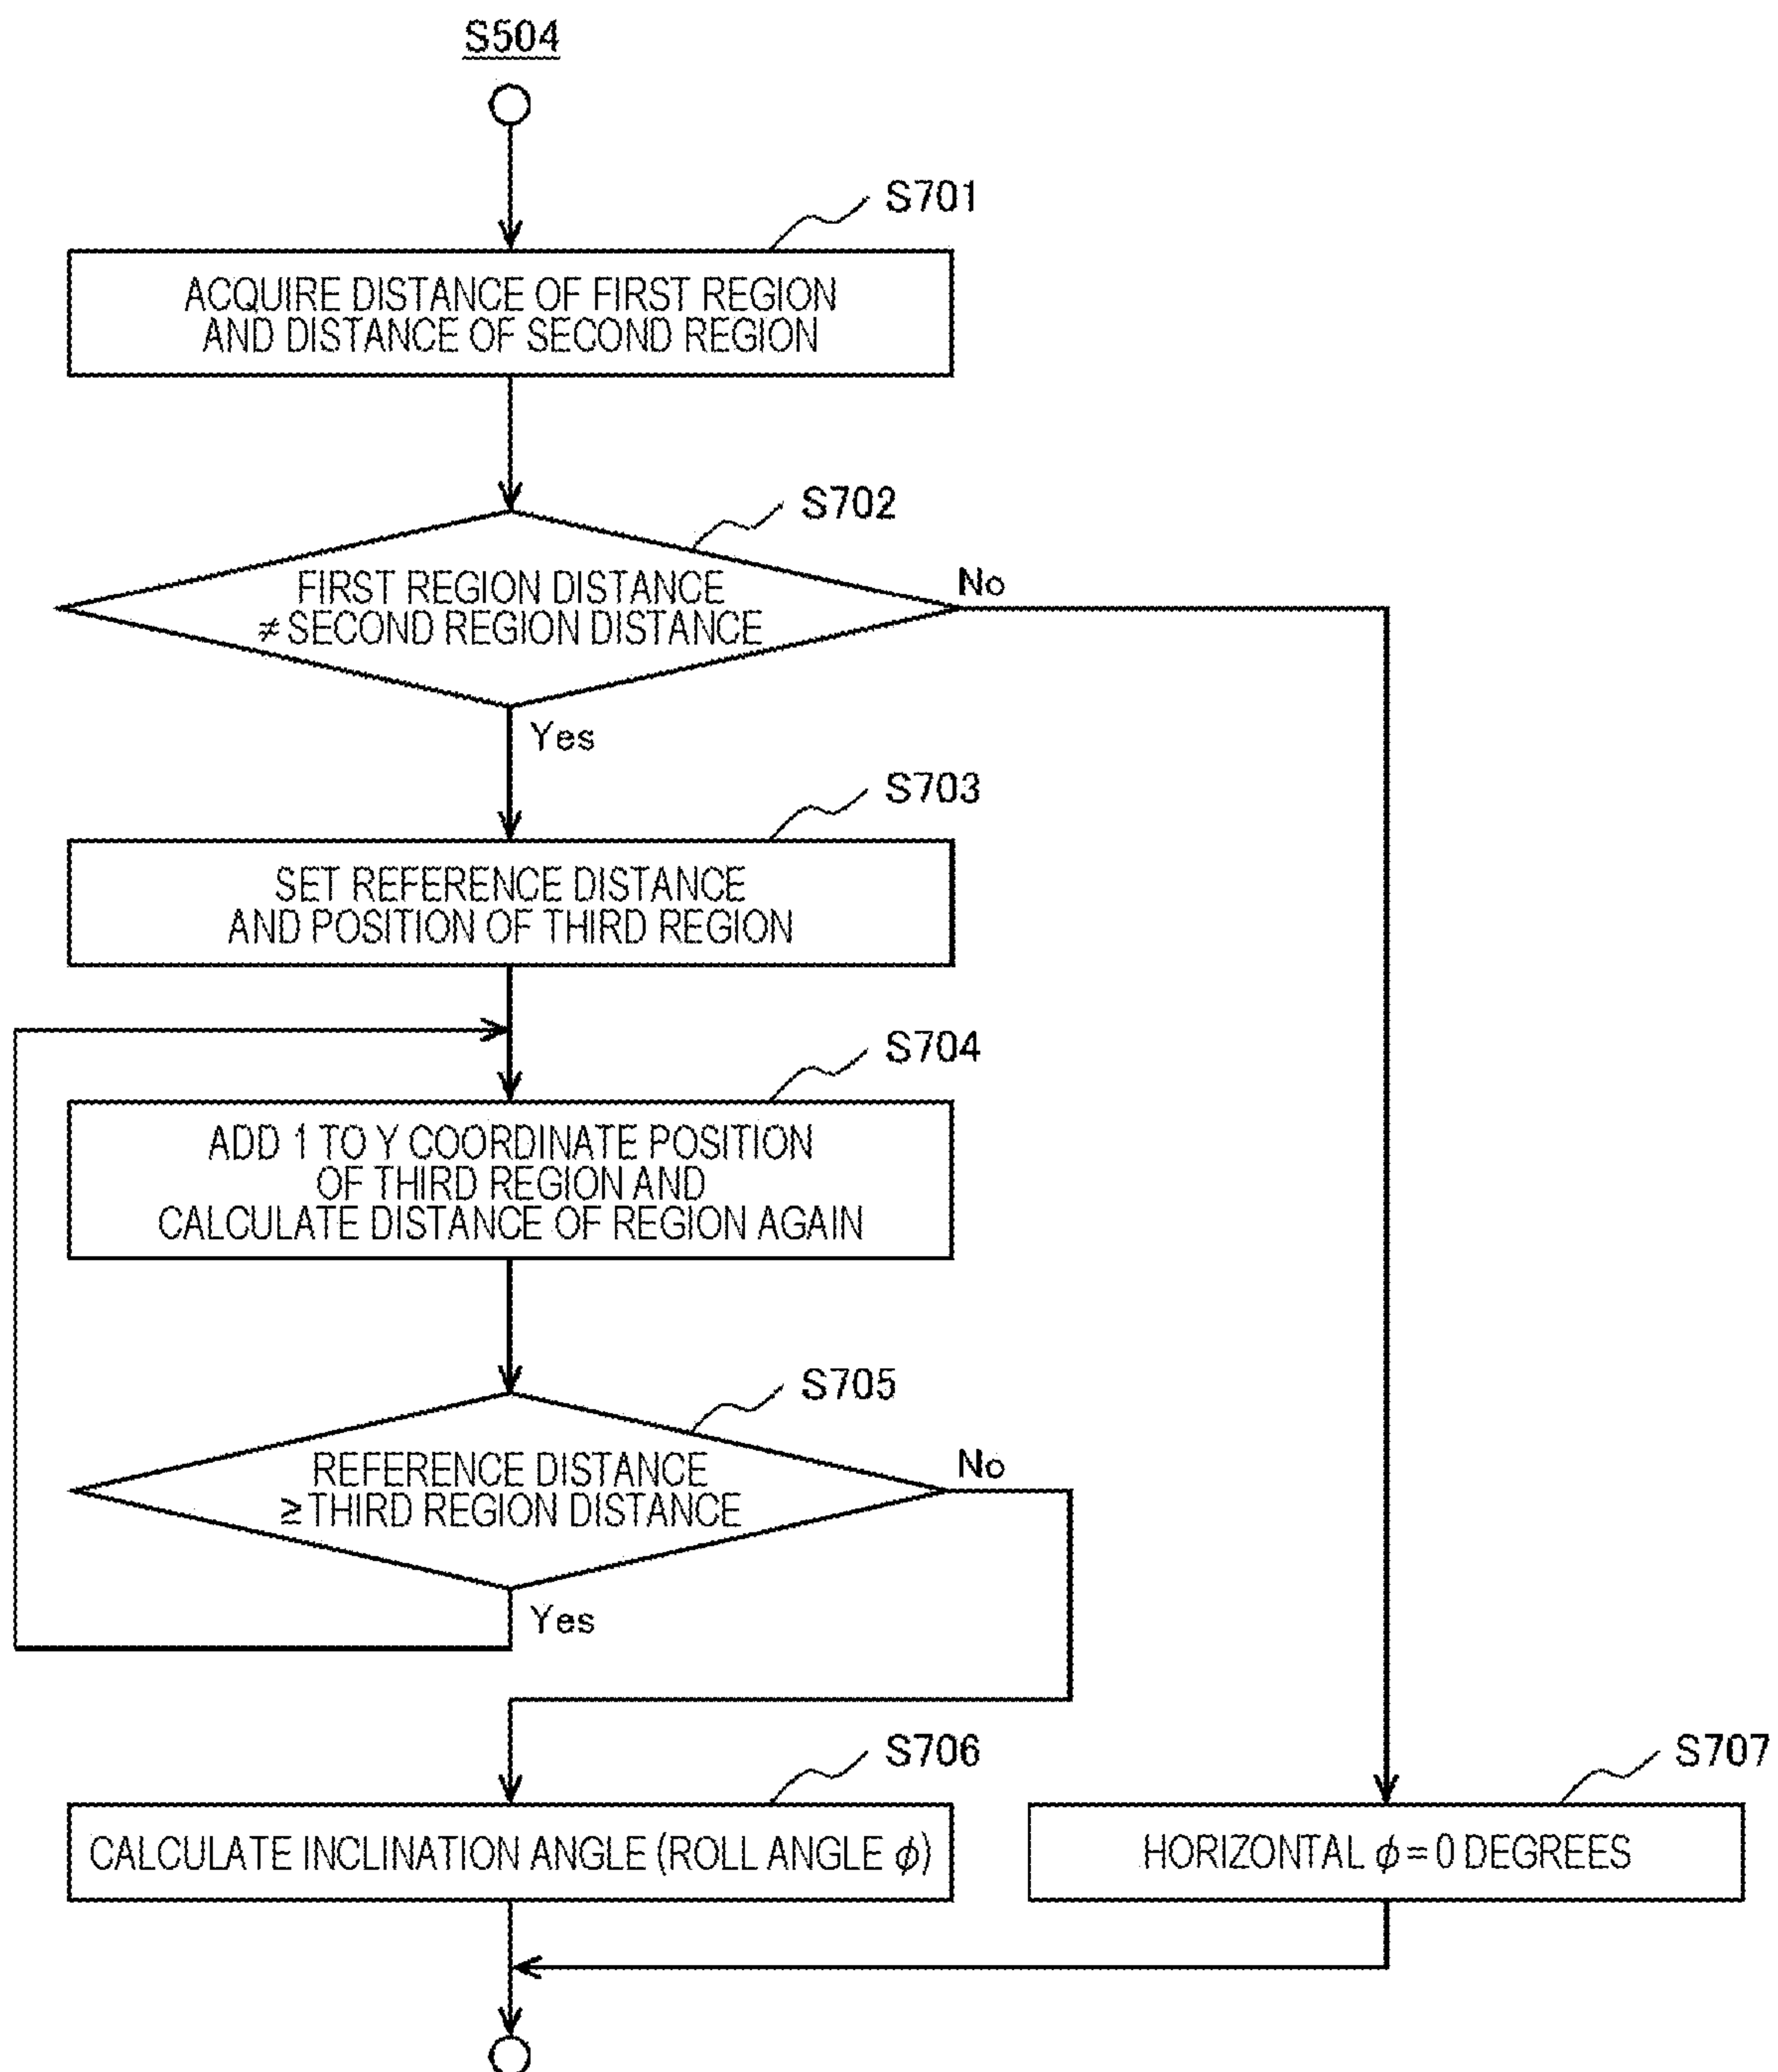 S504
S701
ACQUIRE DISTANCE OF FIRST REGION
AND DISTANCE OF SECOND REGION
S702
FIRST REGION DISTANCE
≠ SECOND REGION DISTANCE
No
Yes
S703
SET REFERENCE DISTANCE
AND POSITION OF THIRD REGION
S704
ADD 1 TO Y COORDINATE POSITION
OF THIRD REGION AND
CALCULATE DISTANCE OF REGION AGAIN
S705
REFERENCE DISTANCE
≧ THIRD REGION DISTANCE
No
Yes
S706
CALCULATE INCLINATION ANGLE (ROLL ANGLE ϕ)
S707
HORIZONTAL ϕ = 0 DEGREES